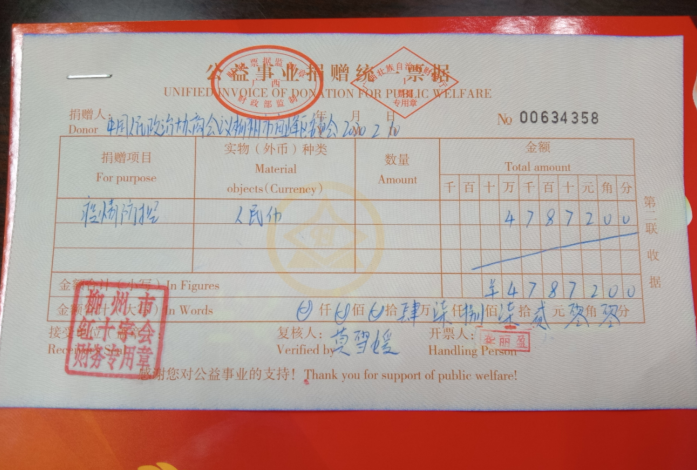 公益事业捐赠统一票据
UNIFIED INVOICE OF DONATION FOR PUBLIC WELFARE
捐赠人: 年 月 日 No 00634358
Donor 中国人民政治协商会议柳州市 委员会 2020 2 10
捐赠项目 实物（外币）种类 数量 金额
For purpose Material objects (Currency) Amount Total amount
千 百 十 万 千 百 十 元 角 分
人民币 4 7 8 7 2 0 0
金额合计（小写）In Figures ¥ 4 7 8 7 2 0 0
金额合计（大写）In Words 仟 佰 拾 肆 万 柒 仟 捌 佰 柒 拾 贰 元 零 角 零 分
复核人: 莫雪媛 开票人:
Verified by Handling Person
感谢您对公益事业的支持！Thank you for support of public welfare!
第二联 收据
柳州市
红十字会
财务专用章